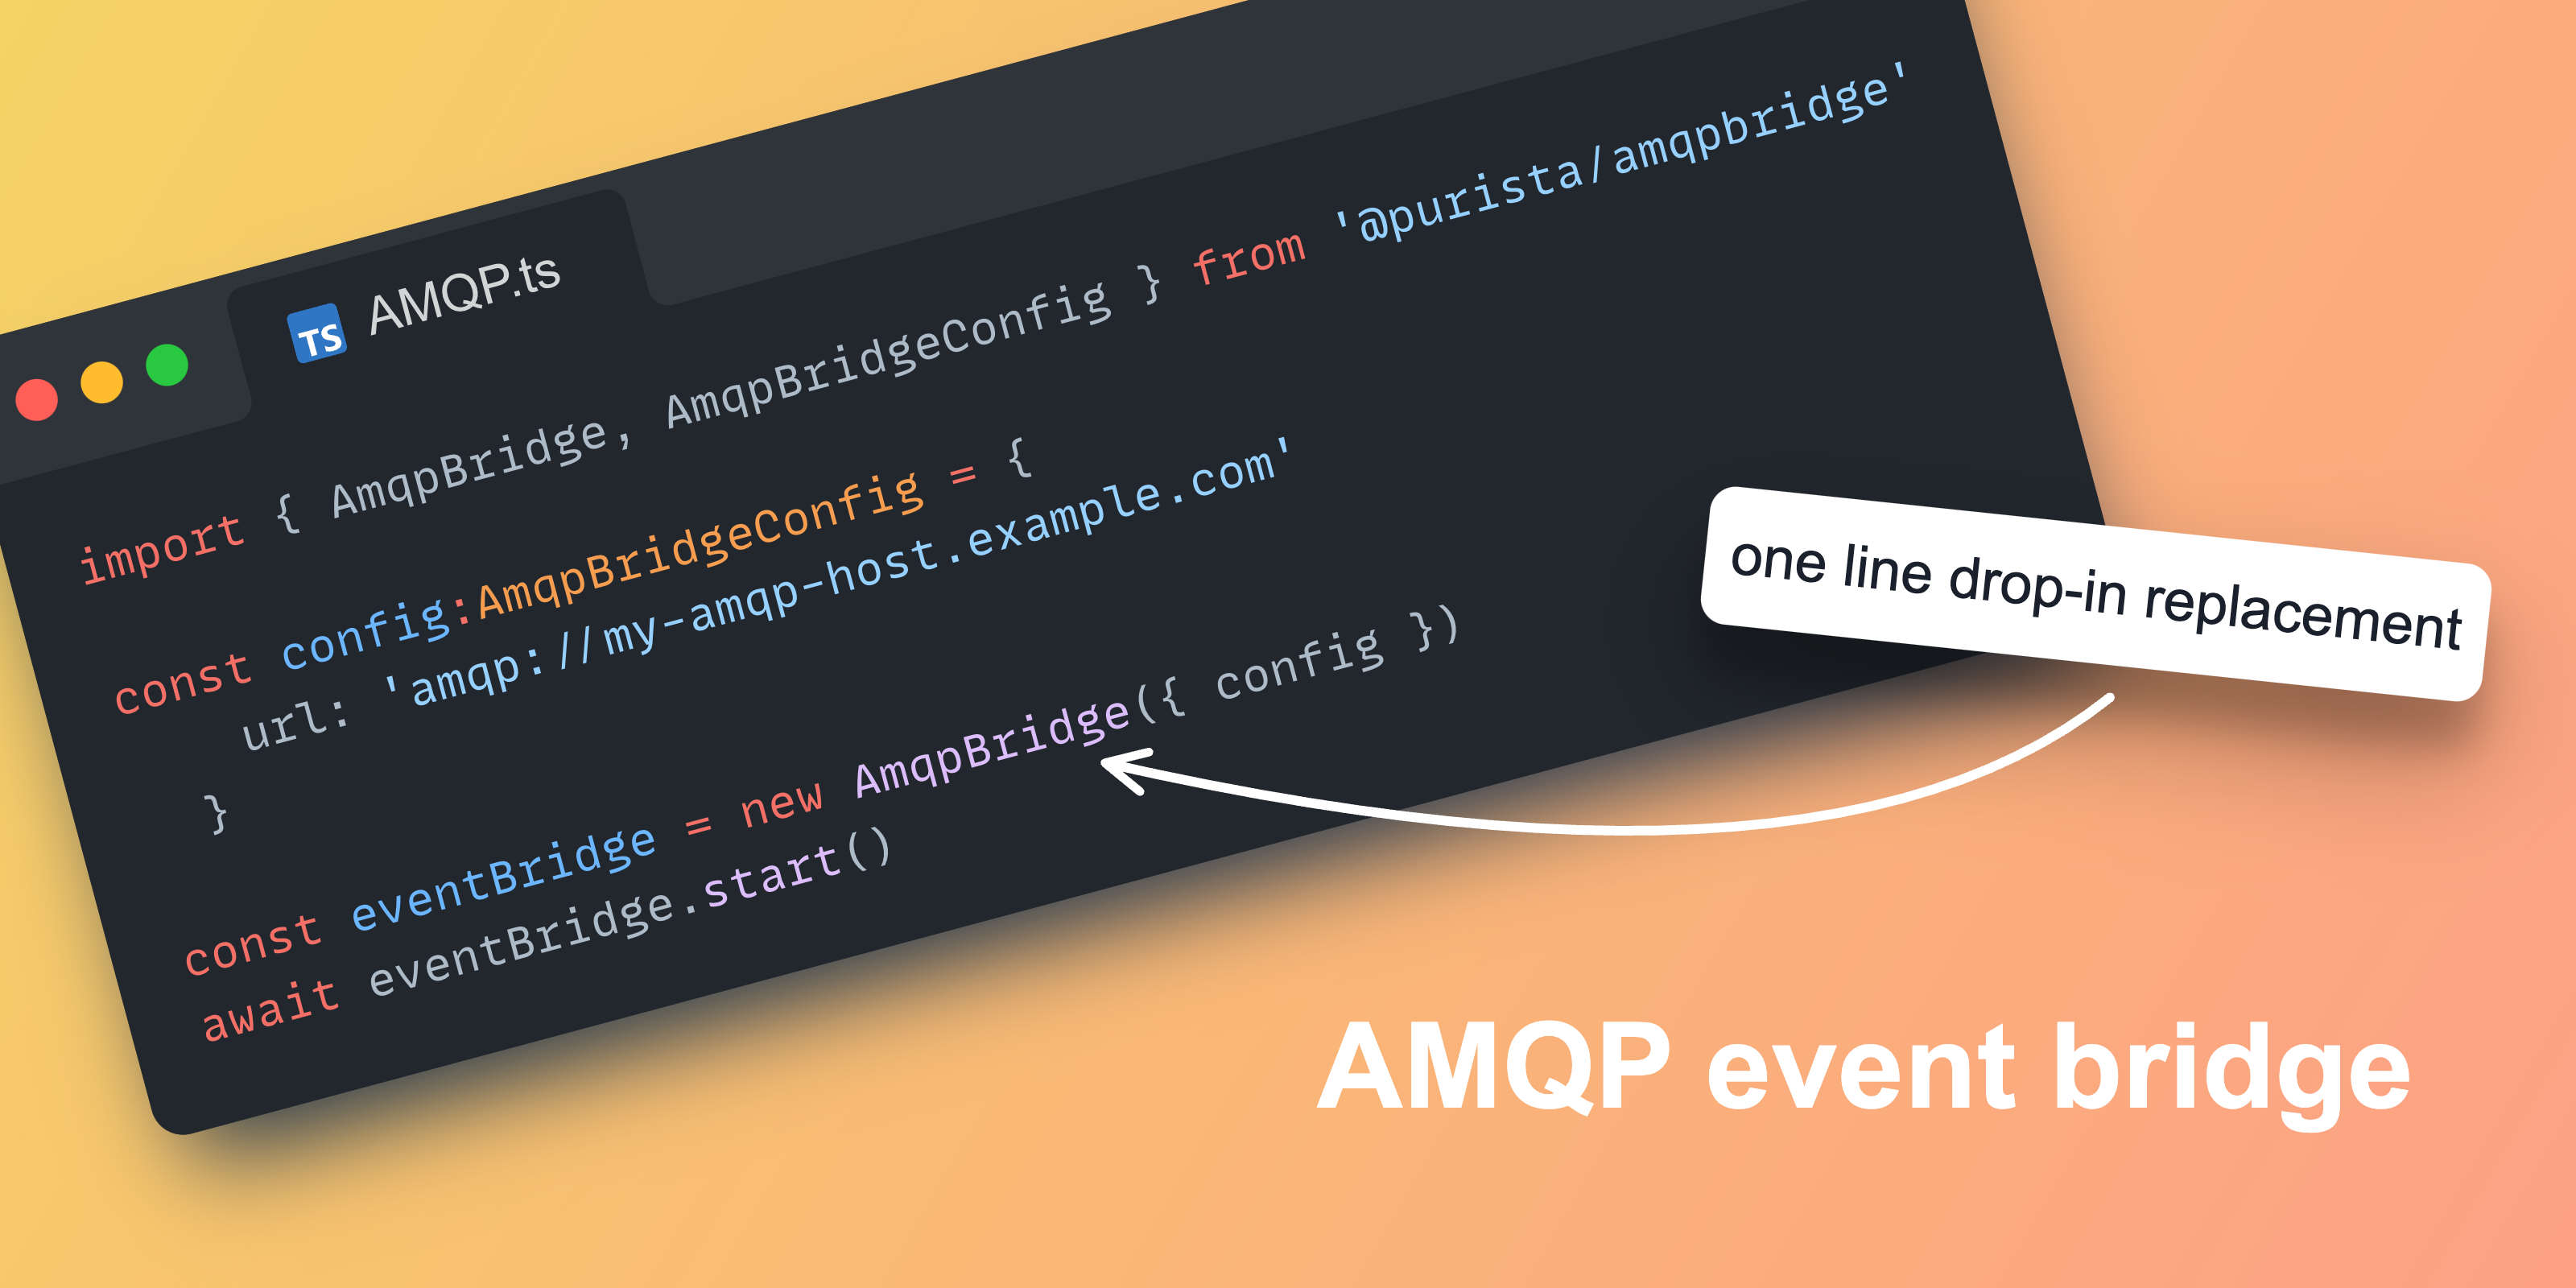 TS AMQP.ts
import { AmqpBridge, AmqpBridgeConfig } from '@purista/amqpbridge'
const config:AmqpBridgeConfig = {
url: 'amqp://my-amqp-host.example.com'
}
const eventBridge = new AmqpBridge({ config })
await eventBridge.start()
one line drop-in replacement
AMQP event bridge